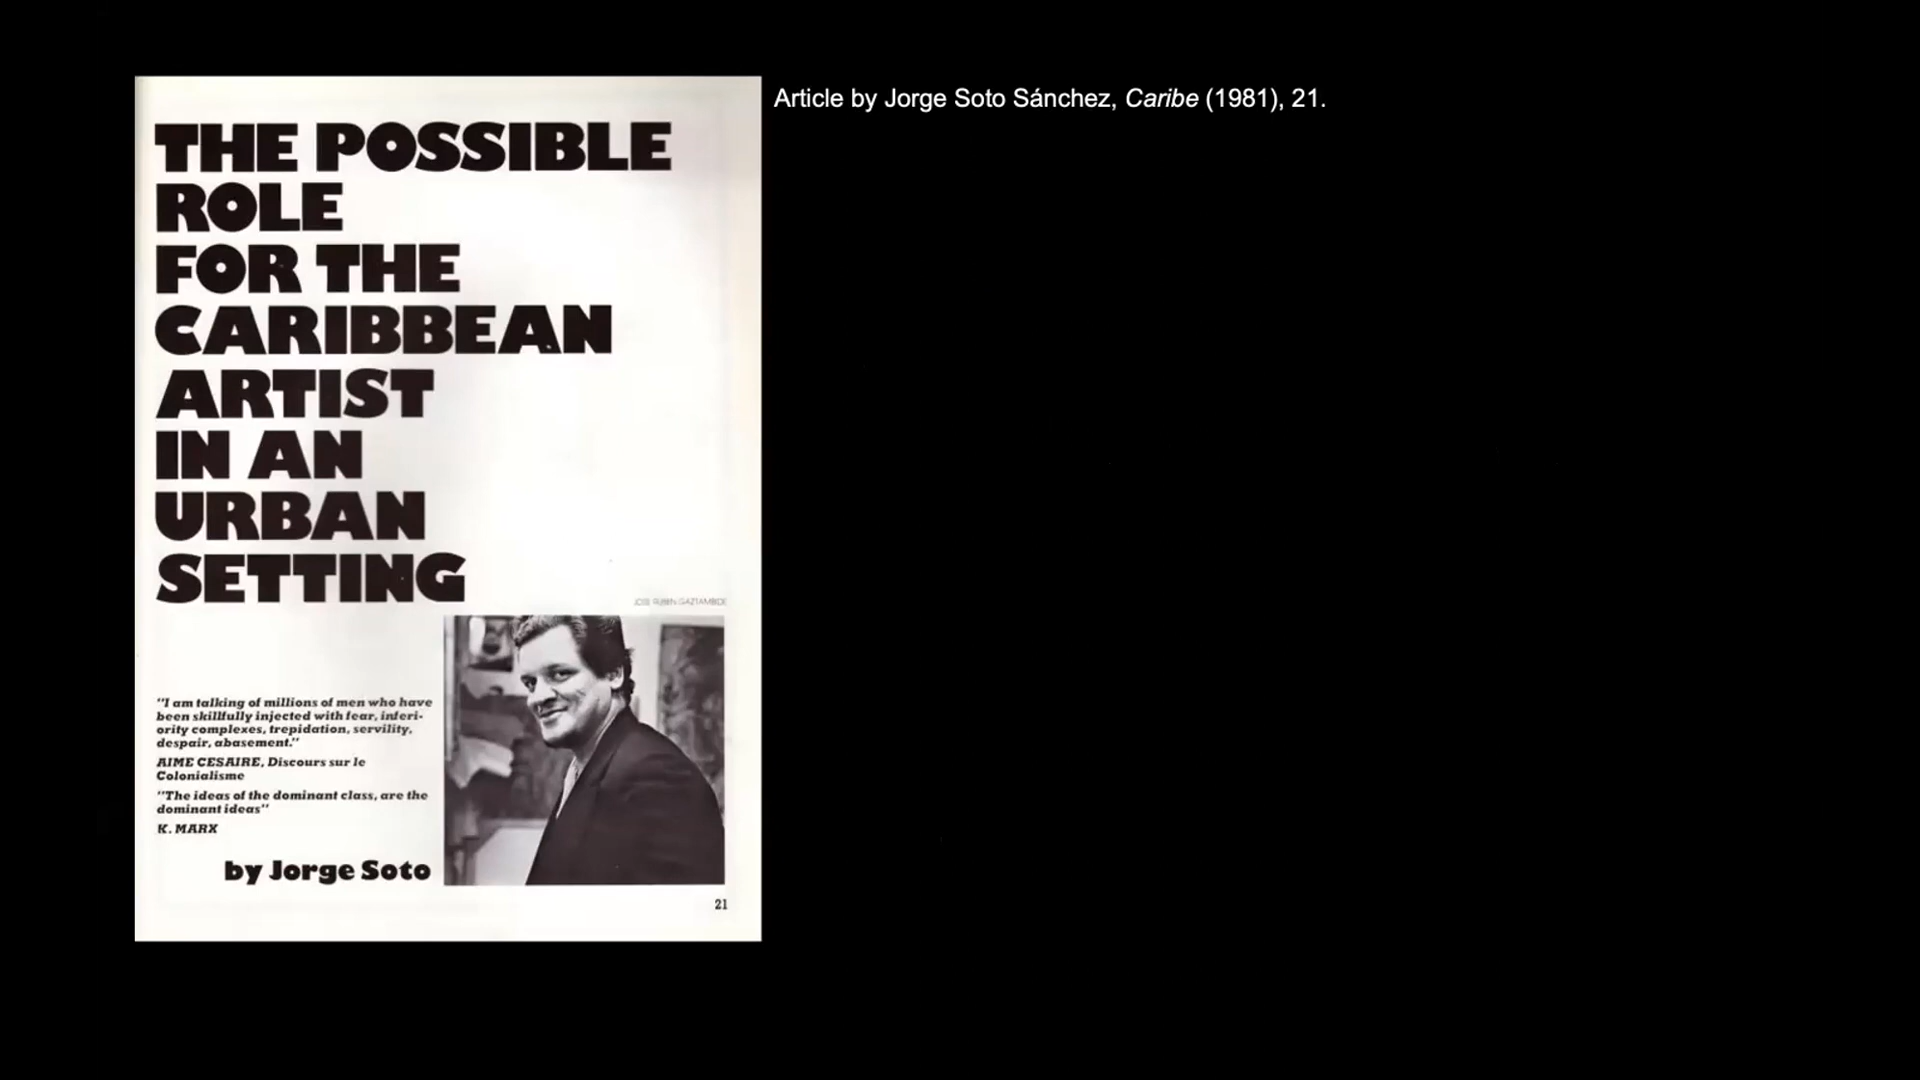 THE POSSIBLE
ROLE
FOR THE
CARIBBEAN
ARTIST
IN AN
URBAN
SETTING
JOSE RUBEN GAZTAMBIDE
"I am talking of millions of men who have
been skillfully injected with fear, inferi-
ority complexes, trepidation, servility,
despair, abasement."
AIME CESAIRE, Discours sur le
Colonialisme
"The ideas of the dominant class, are the
dominant ideas"
K. MARX
by Jorge Soto
21
Article by Jorge Soto Sánchez, Caribe (1981), 21.